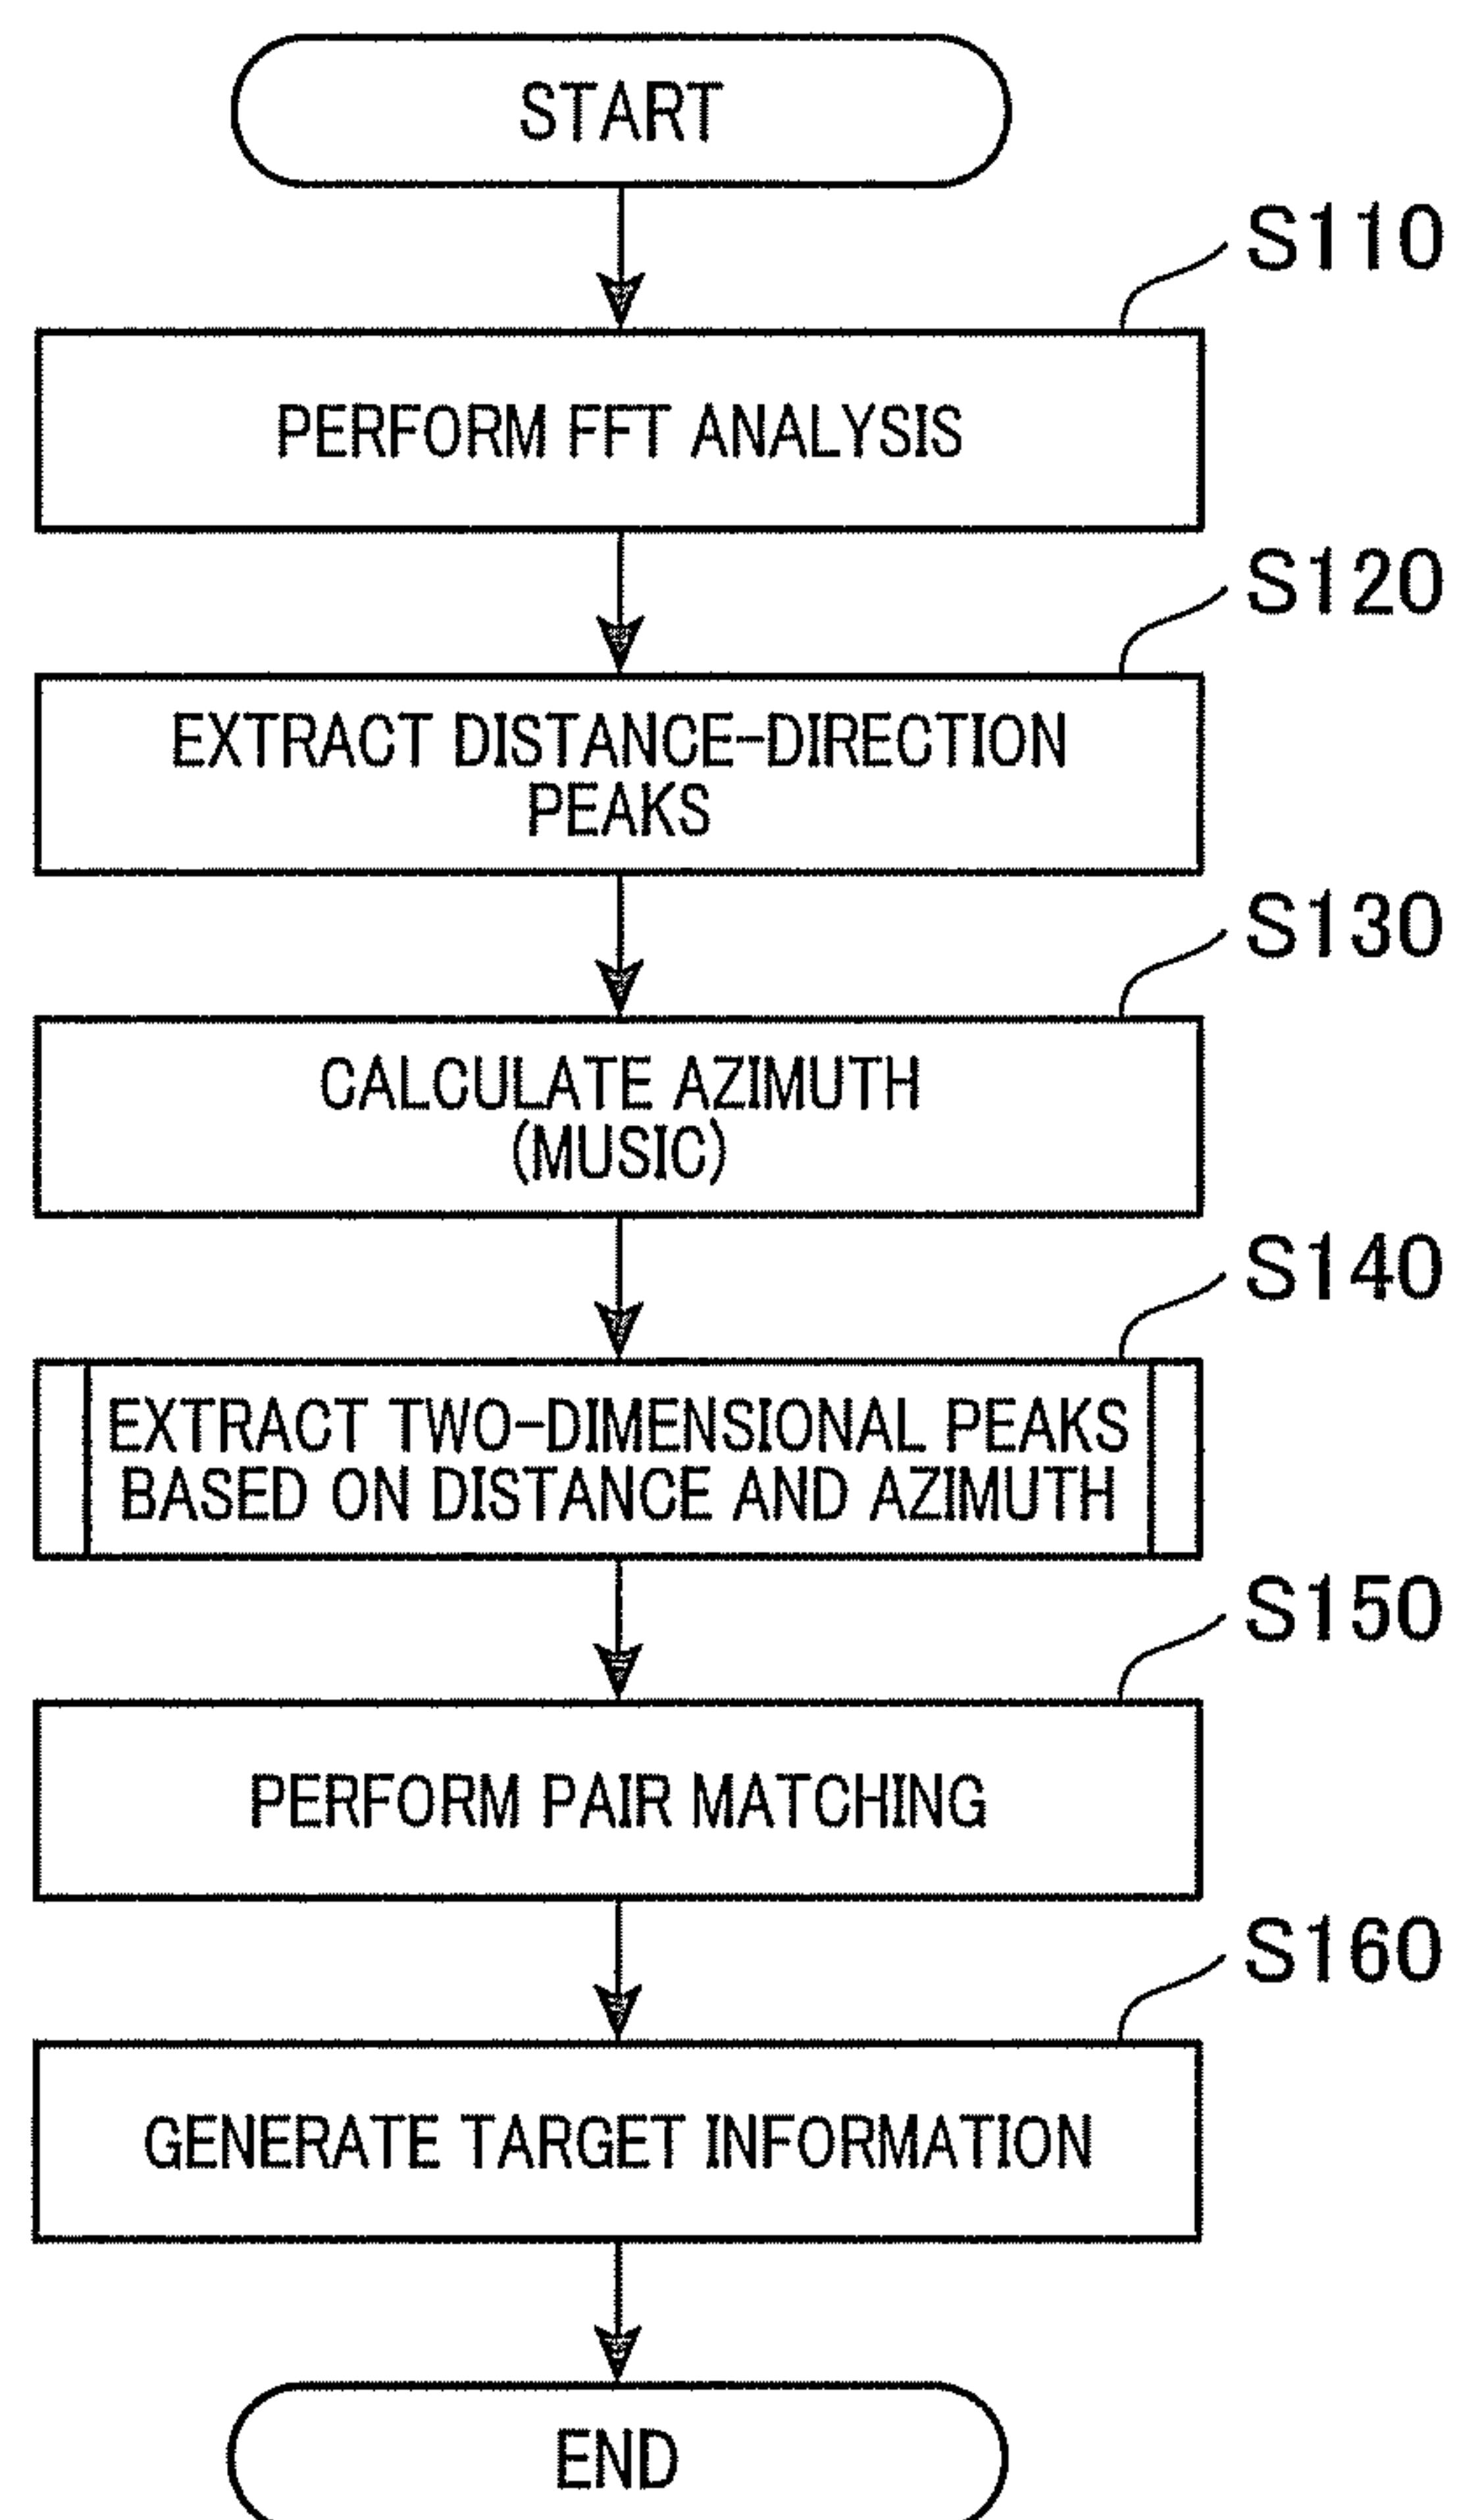 START
S110
PERFORM FFT ANALYSIS
S120
EXTRACT DISTANCE-DIRECTION
PEAKS
S130
CALCULATE AZIMUTH
(MUSIC)
S140
EXTRACT TWO-DIMENSIONAL PEAKS
BASED ON DISTANCE AND AZIMUTH
S150
PERFORM PAIR MATCHING
S160
GENERATE TARGET INFORMATION
END